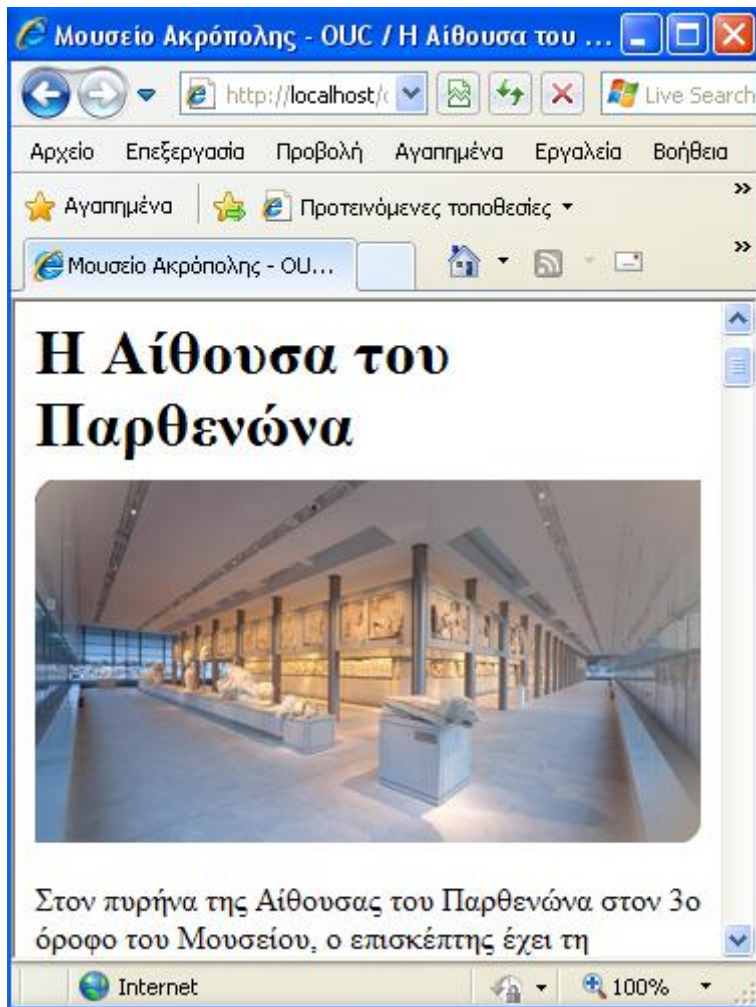 Μουσείο Ακρόπολης - OUC / Η Αίθουσα του ...
http://localhost/
Live Search
Αρχείο Επεξεργασία Προβολή Αγαπημένα Εργαλεία Βοήθεια
Αγαπημένα Προτεινόμενες τοποθεσίες
Μουσείο Ακρόπολης - OU...
Η Αίθουσα του
Παρθενώνα
Στον πυρήνα της Αίθουσας του Παρθενώνα στον 3ο
όροφο του Μουσείου, ο επισκέπτης έχει τη
Internet 100%